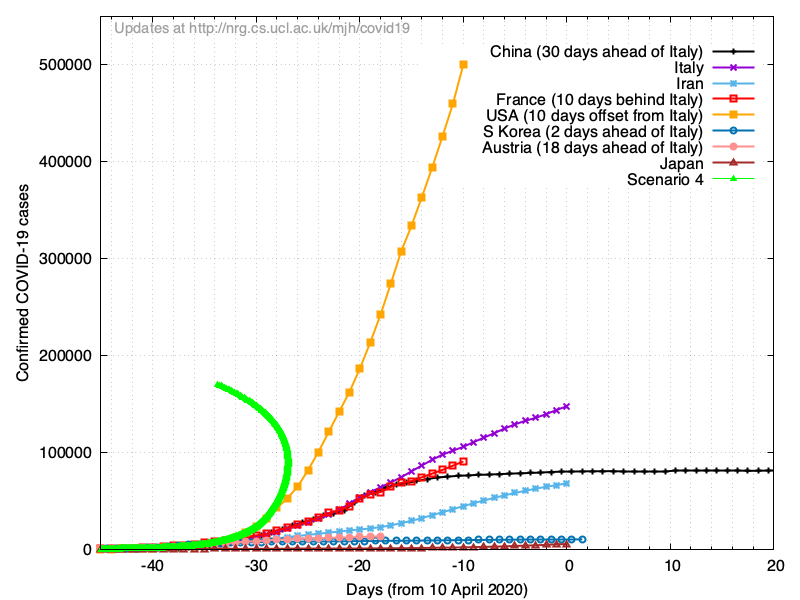 Updates at http://nrg.cs.ucl.ac.uk/mjh/covid19
China (30 days ahead of Italy)
Italy
Iran
France (10 days behind Italy)
USA (10 days offset from Italy)
S Korea (2 days ahead of Italy)
Austria (18 days ahead of Italy)
Japan
Scenario 4
Confirmed COVID-19 cases
500000
400000
300000
200000
100000
0
-40
-30
-20
-10
0
10
20
Days (from 10 April 2020)